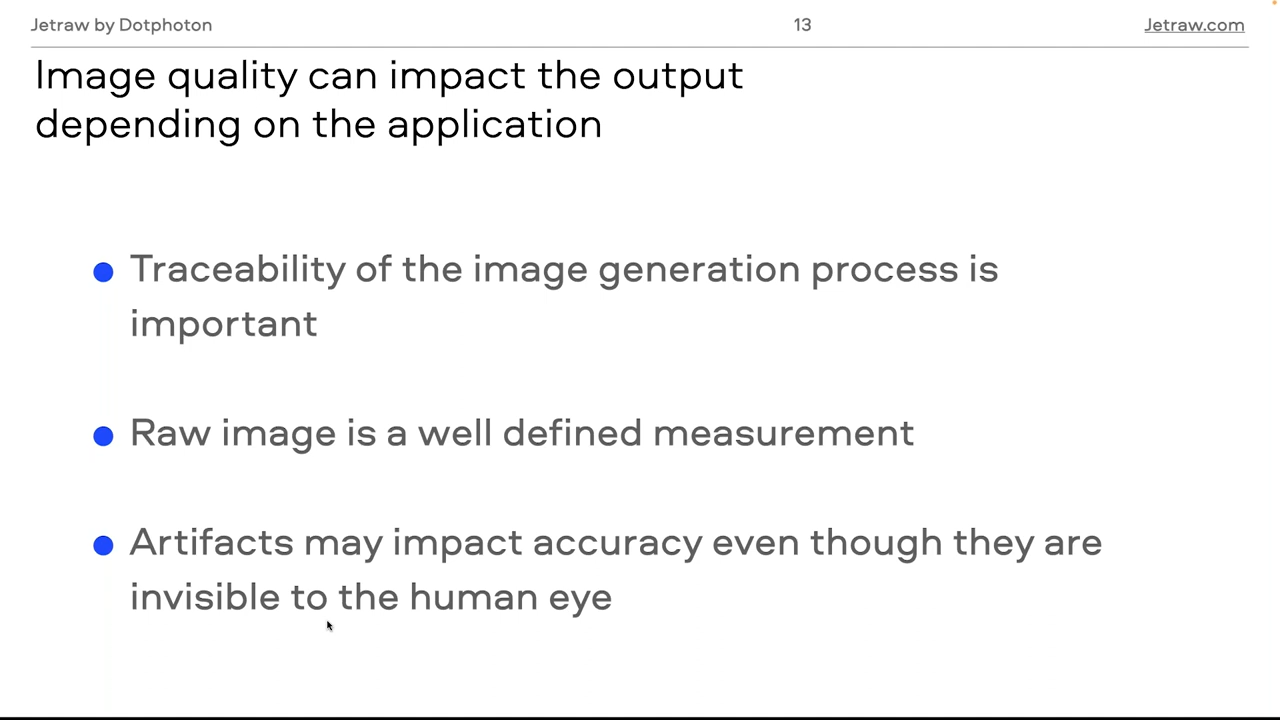 Jetraw by Dotphoton
13
Jetraw.com
Image quality can impact the output
depending on the application
Traceability of the image generation process is
important
Raw image is a well defined measurement
Artifacts may impact accuracy even though they are
invisible to the human eye